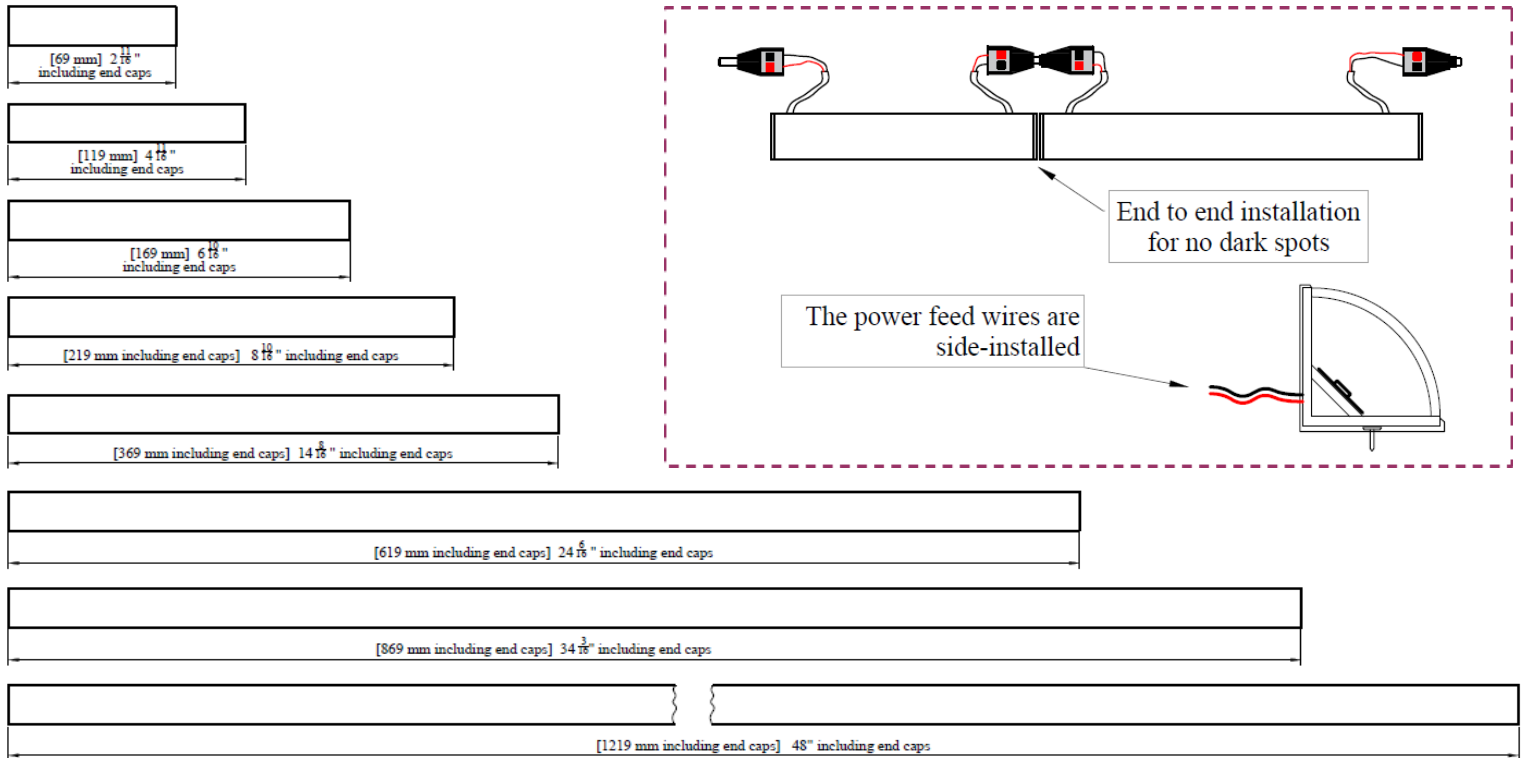 [69 mm] 2 11/16"
including end caps
[119 mm] 4 11/16"
including end caps
[169 mm] 6 10/16"
including end caps
[219 mm including end caps] 8 10/16" including end caps
[369 mm including end caps] 14 8/16" including end caps
[619 mm including end caps] 24 6/16" including end caps
[869 mm including end caps] 34 3/16" including end caps
[1219 mm including end caps] 48" including end caps
End to end installation
for no dark spots
The power feed wires are
side-installed